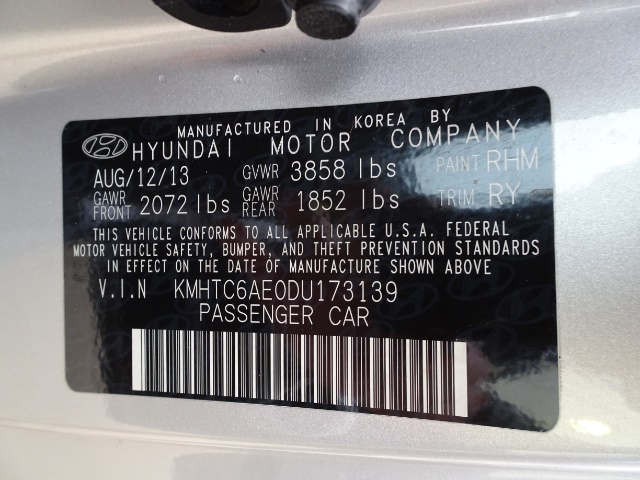 MANUFACTURED IN KOREA BY
HYUNDAI MOTOR COMPANY
AUG/12/13 GVWR 3858 lbs PAINT RHM
GAWR FRONT 2072 lbs GAWR REAR 1852 lbs TRIM RY
THIS VEHICLE CONFORMS TO ALL APPLICABLE U.S.A. FEDERAL
MOTOR VEHICLE SAFETY, BUMPER, AND THEFT PREVENTION STANDARDS
IN EFFECT ON THE DATE OF MANUFACTURE SHOWN ABOVE
V.I.N KMHTC6AE0DU173139
PASSENGER CAR